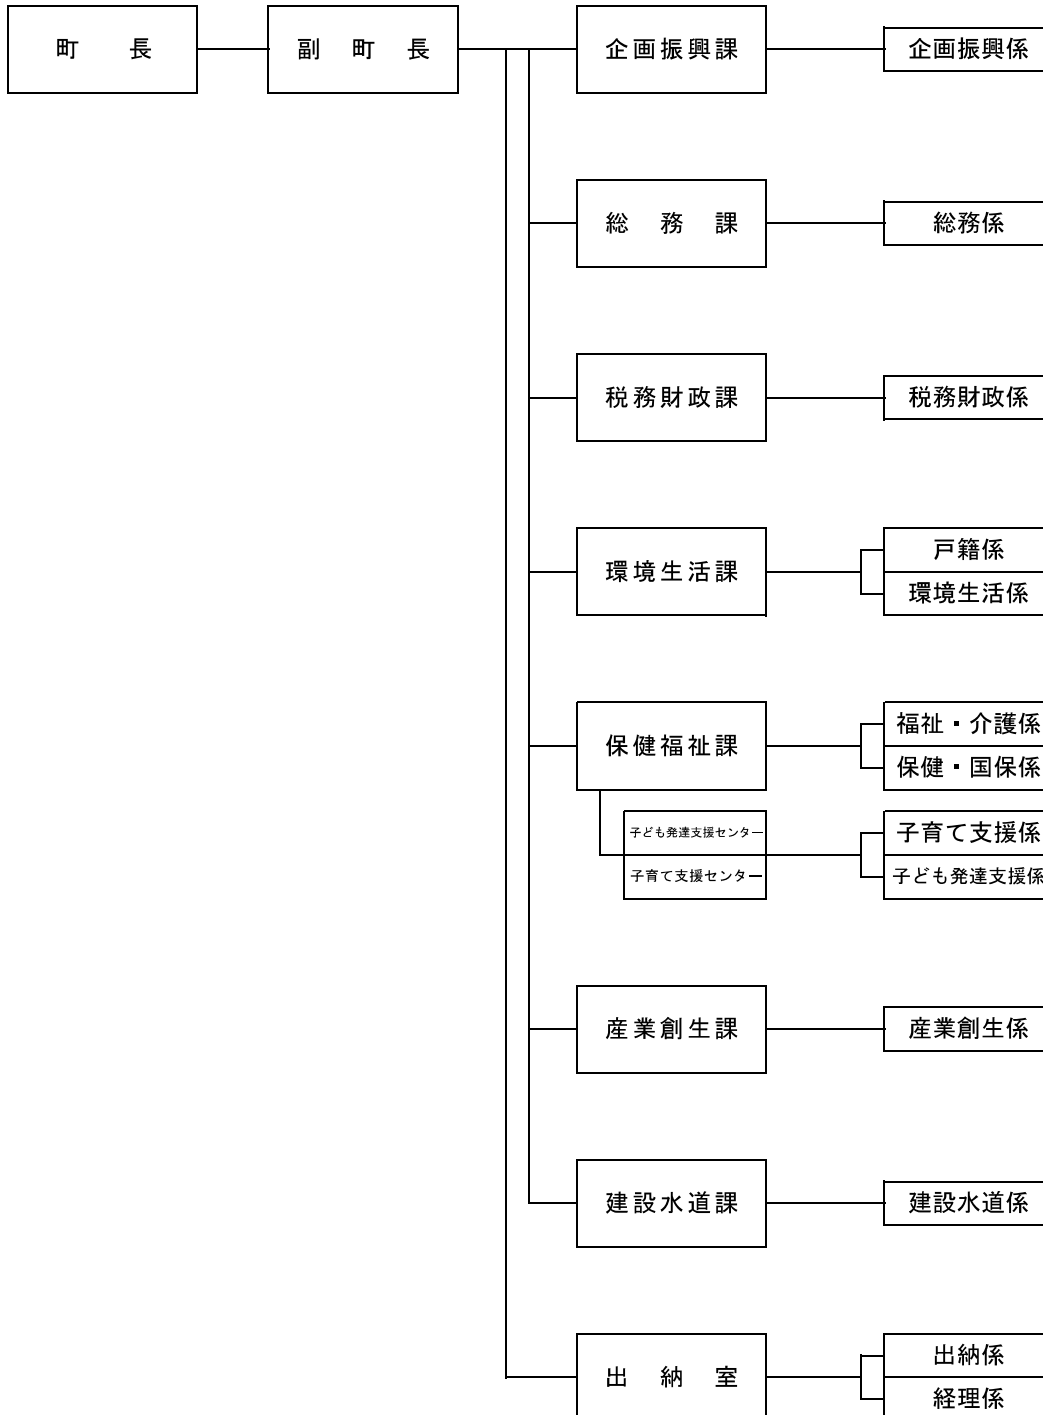 町　　長　副　町　長　企画振興課　企画振興係
総　務　課　総務係
税務財政課　税務財政係
環境生活課　戸籍係
環境生活係
保健福祉課　福祉・介護係
保健・国保係
子ども発達支援センター　子育て支援係
子育て支援センター　子ども発達支援係
産業創生課　産業創生係
建設水道課　建設水道係
出　納　室　出納係
経理係